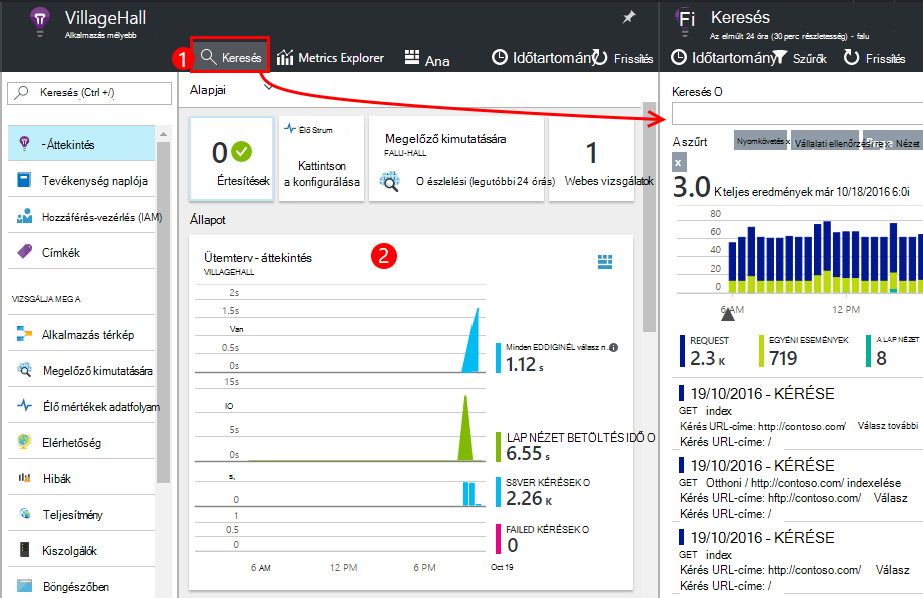 VillageHall
Alkalmazás mélyebb
1
Keresés
Metrics Explorer
Ana
Időtartomány
Frissítés
Fi
Keresés
Az elmúlt 24 óra (30 perc részletesség) - falu
Időtartomány
Szűrők
Frissítés
Keresés (Ctrl +/)
-Áttekintés
Tevékenység naplója
Hozzáférés-vezérlés (IAM)
Címkék
VIZSGÁLJA MEG A
Alkalmazás térkép
Megelőző kimutatására
Élő mértékek adatfolyam
Elérhetőség
Hibák
Teljesítmény
Kiszolgálók
Böngészőben
Alapjai
0
Értesítések
Élő Strum
Kattintson
a konfigurálása
Megelőző kimutatására
FALU-HALL
O észlelési (legutóbbi 24 órás)
1
Webes vizsgálatok
Állapot
Ütemterv - áttekintés
VILLAGEHALL
2
2s
1.5s
Van
0.5s
0s
Minden EDDIGINÉL válasz n.
1.12 s
15s
IO
5s
0s
LAP NÉZET BETÖLTÉS IDŐ O
6.55 s
s,
0
S8VER KÉRÉSEK O
2.26 K
1
0.5
0
FAILED KÉRÉSEK O
0
6 AM
12 PM
6 PM
Oct 19
Keresés O
A szűrt
Nyomkövetés x
Vállalati ellenőrzés
Nézet
x
3.0 K teljes eredmények már 10/18/2016 6:0i
80
60
40
20
0
6 AM
12 PM
REQUEST
2.3 K
EGYÉNI ESEMÉNYEK
719
A LAP NÉZET
8
19/10/2016 - KÉRÉSE
GET index
Kérés URL-címe: http://contoso.com/ Válasz további
Kérés URL-címe: /
19/10/2016 - KÉRÉSE
GET Otthoni / http://contoso.com/ indexelése
Kérés URL-címe: http://contoso.com/ Válasz
Kérés URL-címe: /
19/10/2016 - KÉRÉSE
GET index
Kérés URL-címe: http://contoso.com/ Válasz
Kérés URL-címe: /